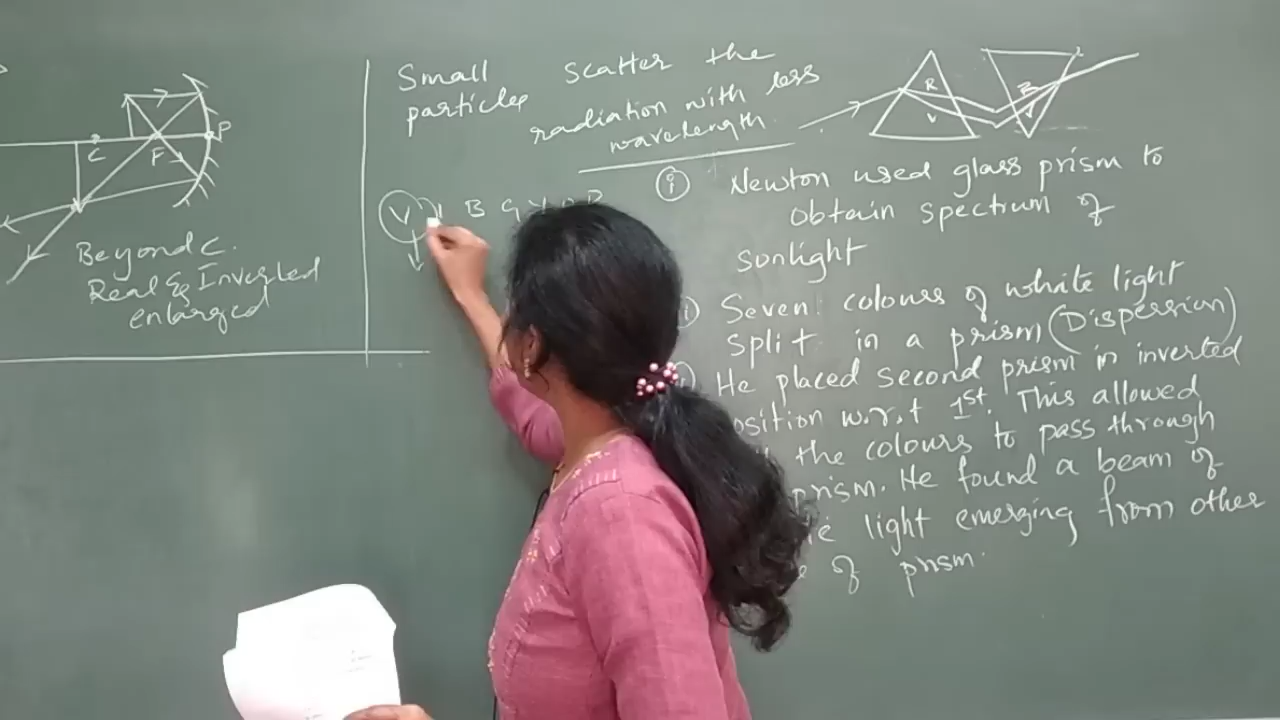 C
F
P
Beyond C.
Real & Inverted
enlarged
Small scatter the
particles radiation with less
wavelength.
V I B G Y O R
R
V
R
V
(i) Newton used glass prism to
obtain spectrum of
sunlight
i) Seven colours of white light
split in a prism (Dispersion)
He placed second prism in inverted
osition w.r.t 1st. This allowed
the colours to pass through
prism. He found a beam of
light emerging from other
of prism.